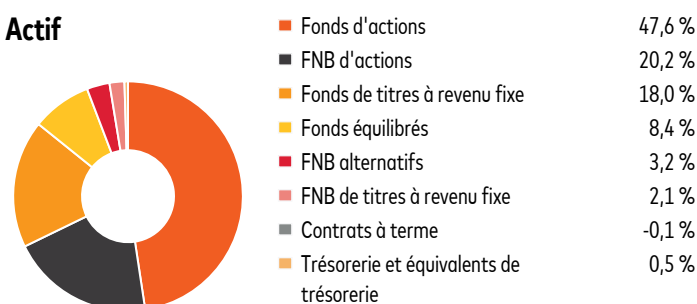 Actif
Fonds d'actions 47,6 %
FNB d'actions 20,2 %
Fonds de titres à revenu fixe 18,0 %
Fonds équilibrés 8,4 %
FNB alternatifs 3,2 %
FNB de titres à revenu fixe 2,1 %
Contrats à terme -0,1 %
Trésorerie et équivalents de 0,5 %
trésorerie